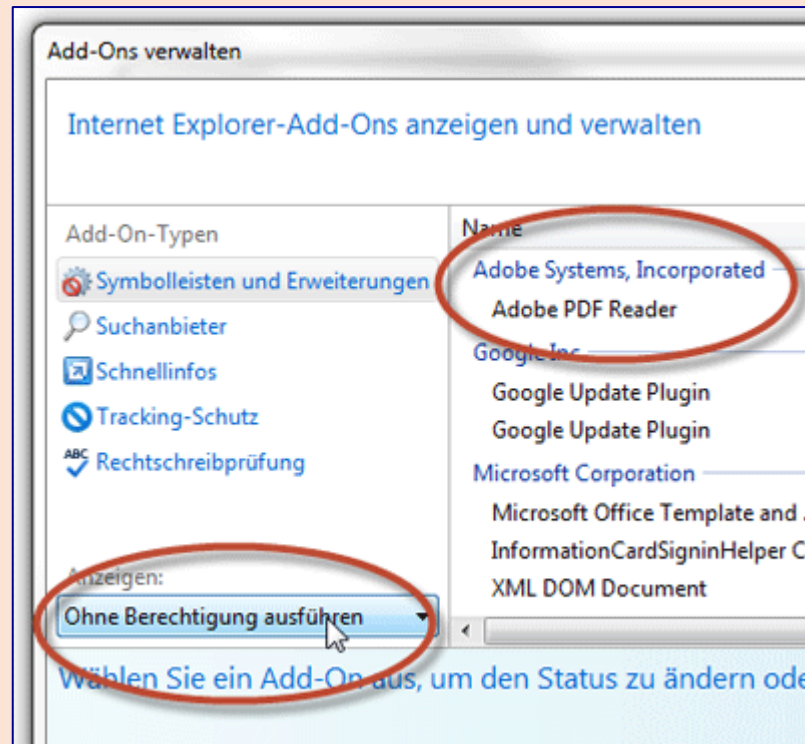 Add-Ons verwalten
Internet Explorer-Add-Ons anzeigen und verwalten
Add-On-Typen
Symbolleisten und Erweiterungen
Suchanbieter
Schnellinfos
Tracking-Schutz
ABC
Rechtschreibprüfung
Anzeigen:
Ohne Berechtigung ausführen
Name
Adobe Systems, Incorporated
Adobe PDF Reader
Google Inc
Google Update Plugin
Google Update Plugin
Microsoft Corporation
Microsoft Office Template and
InformationCardSigninHelper C
XML DOM Document
Wählen Sie ein Add-On aus, um den Status zu ändern ode